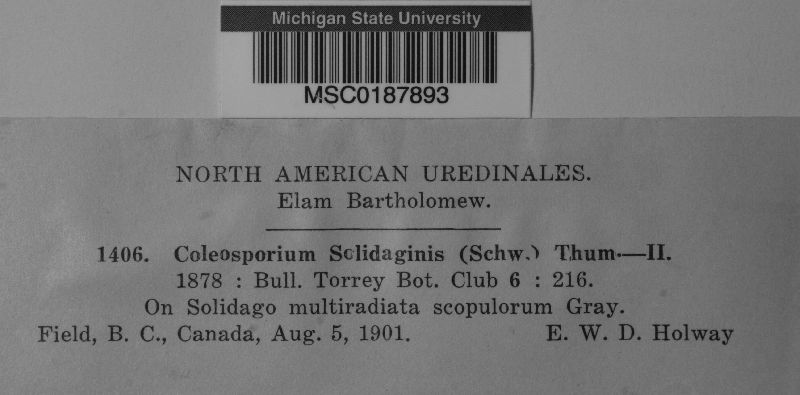 Michigan State University
MSC0187893
NORTH AMERICAN UREDINALES.
Elam Bartholomew.
1406. Coleosporium Solidaginis (Schw.) Thum.—II.
1878 : Bull. Torrey Bot. Club 6 : 216.
On Solidago multiradiata scopulorum Gray.
Field, B. C., Canada, Aug. 5, 1901. E. W. D. Holway